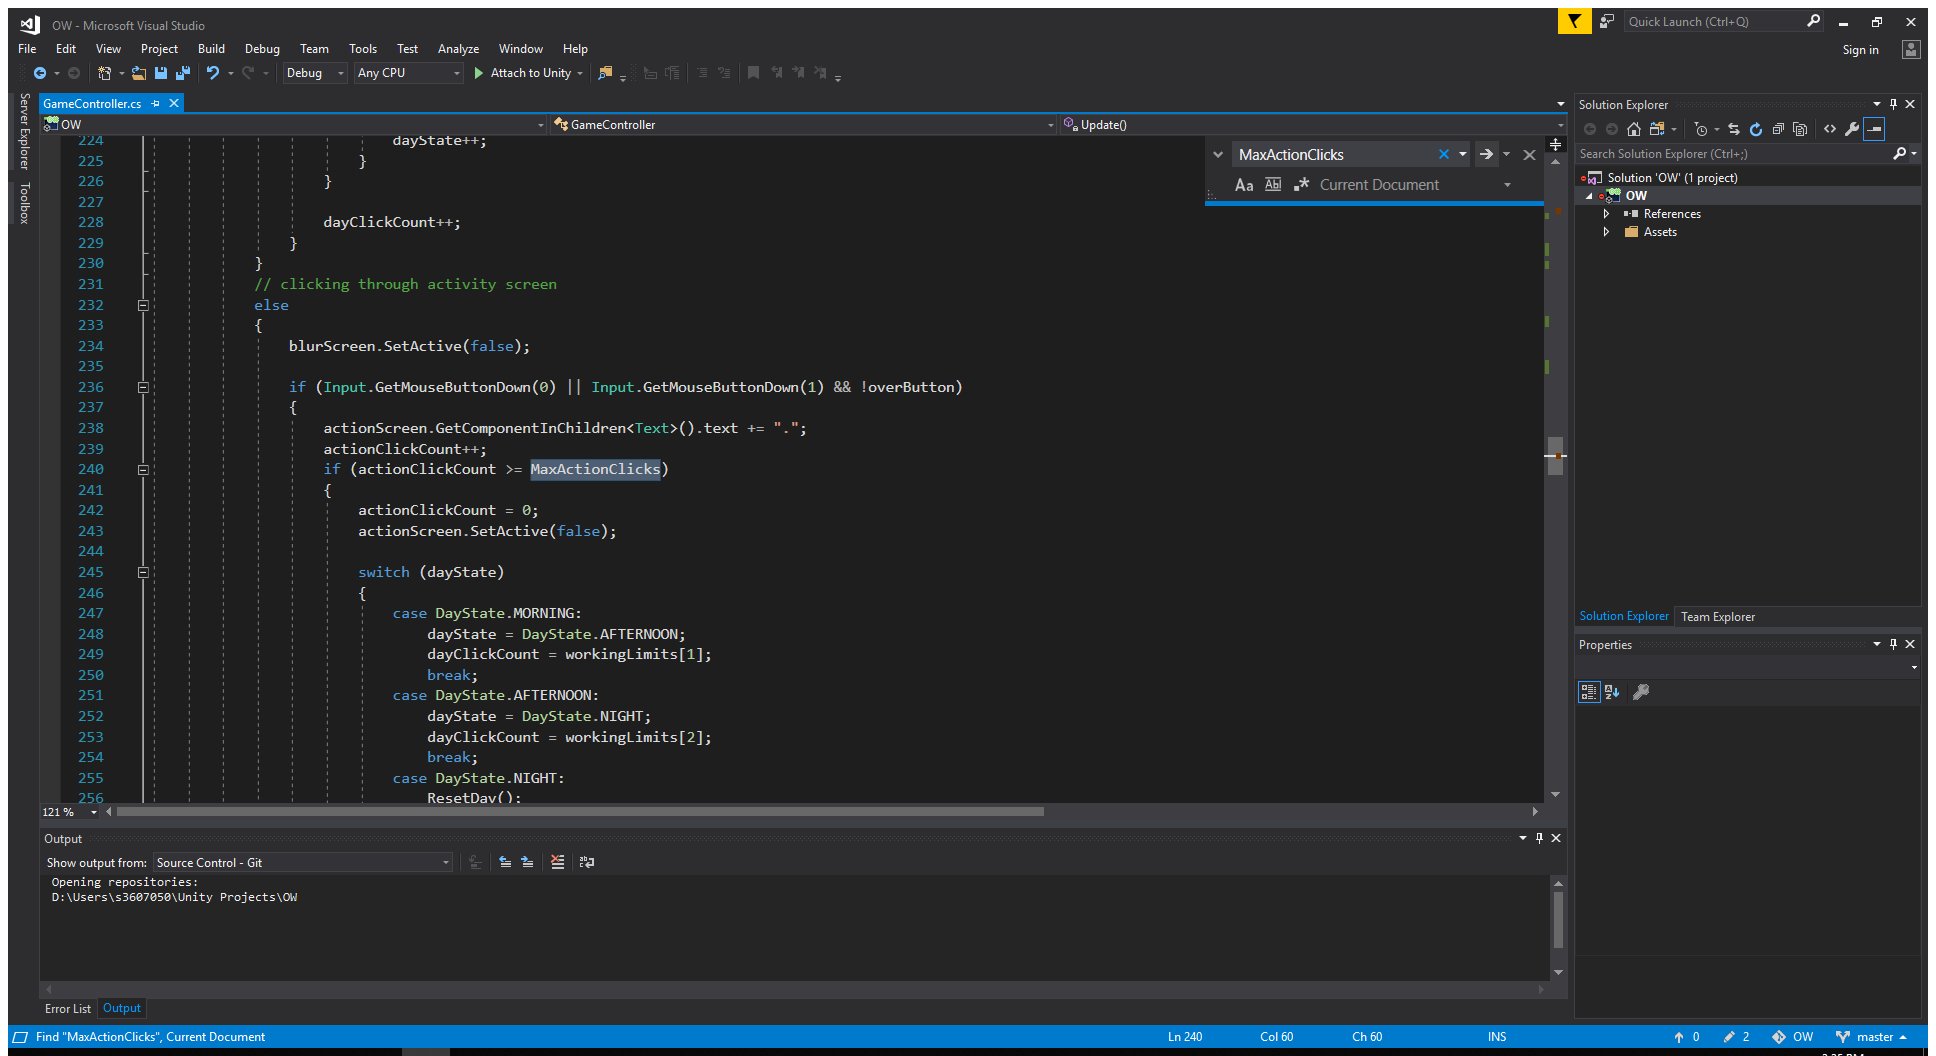 OW - Microsoft Visual Studio
Quick Launch (Ctrl+Q)
File Edit View Project Build Debug Team Tools Test Analyze Window Help
Sign in
Debug Any CPU Attach to Unity
Server Explorer
Toolbox
GameController.cs
OW GameController Update()
MaxActionClicks
Aa Ab| .* Current Document
224 dayState++;
225 }
226 }
227
228 dayClickCount++;
229 }
230 }
231 // clicking through activity screen
232 else
233 {
234 blurScreen.SetActive(false);
235
236 if (Input.GetMouseButtonDown(0) || Input.GetMouseButtonDown(1) && !overButton)
237 {
238 actionScreen.GetComponentInChildren<Text>().text += ".";
239 actionClickCount++;
240 if (actionClickCount >= MaxActionClicks)
241 {
242 actionClickCount = 0;
243 actionScreen.SetActive(false);
244
245 switch (dayState)
246 {
247 case DayState.MORNING:
248 dayState = DayState.AFTERNOON;
249 dayClickCount = workingLimits[1];
250 break;
251 case DayState.AFTERNOON:
252 dayState = DayState.NIGHT;
253 dayClickCount = workingLimits[2];
254 break;
255 case DayState.NIGHT:
256 ResetDay();
121 %
Output
Show output from: Source Control - Git
Opening repositories:
D:\Users\s3607050\Unity Projects\OW
Error List Output
Solution Explorer
Search Solution Explorer (Ctrl+;)
Solution 'OW' (1 project)
OW
References
Assets
Solution Explorer Team Explorer
Properties
Find "MaxActionClicks", Current Document
Ln 240 Col 60 Ch 60 INS 0 2 OW master